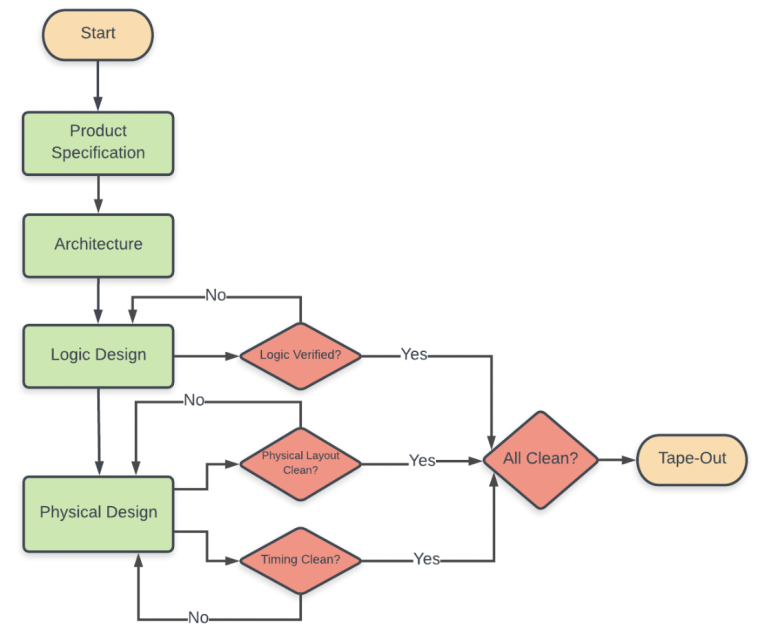 Start
Product
Specification
Architecture
No
Logic Design
Logic Verified?
Yes
No
Physical Layout
Clean?
Yes
All Clean?
Tape-Out
Physical Design
Timing Clean?
Yes
No